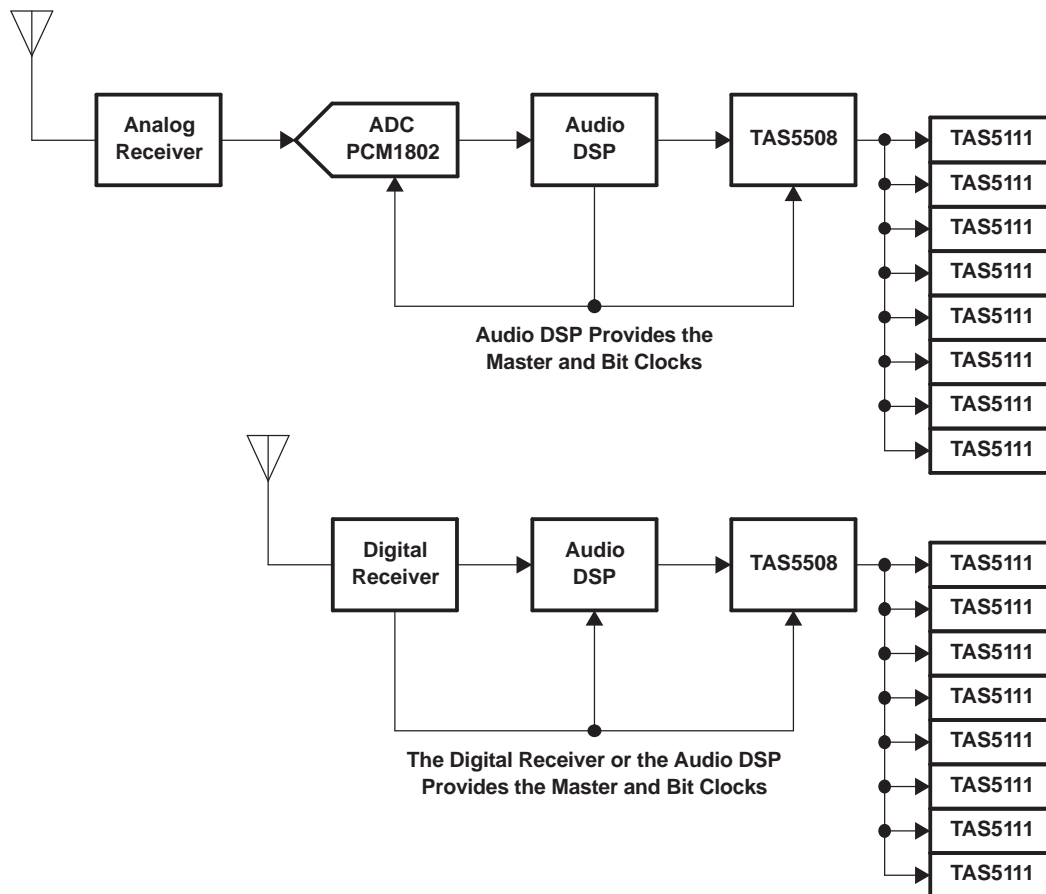 Analog
Receiver
ADC
PCM1802
Audio
DSP
TAS5508
TAS5111
TAS5111
TAS5111
TAS5111
TAS5111
TAS5111
TAS5111
TAS5111
Audio DSP Provides the
Master and Bit Clocks
Digital
Receiver
Audio
DSP
TAS5508
TAS5111
TAS5111
TAS5111
TAS5111
TAS5111
TAS5111
TAS5111
TAS5111
The Digital Receiver or the Audio DSP
Provides the Master and Bit Clocks